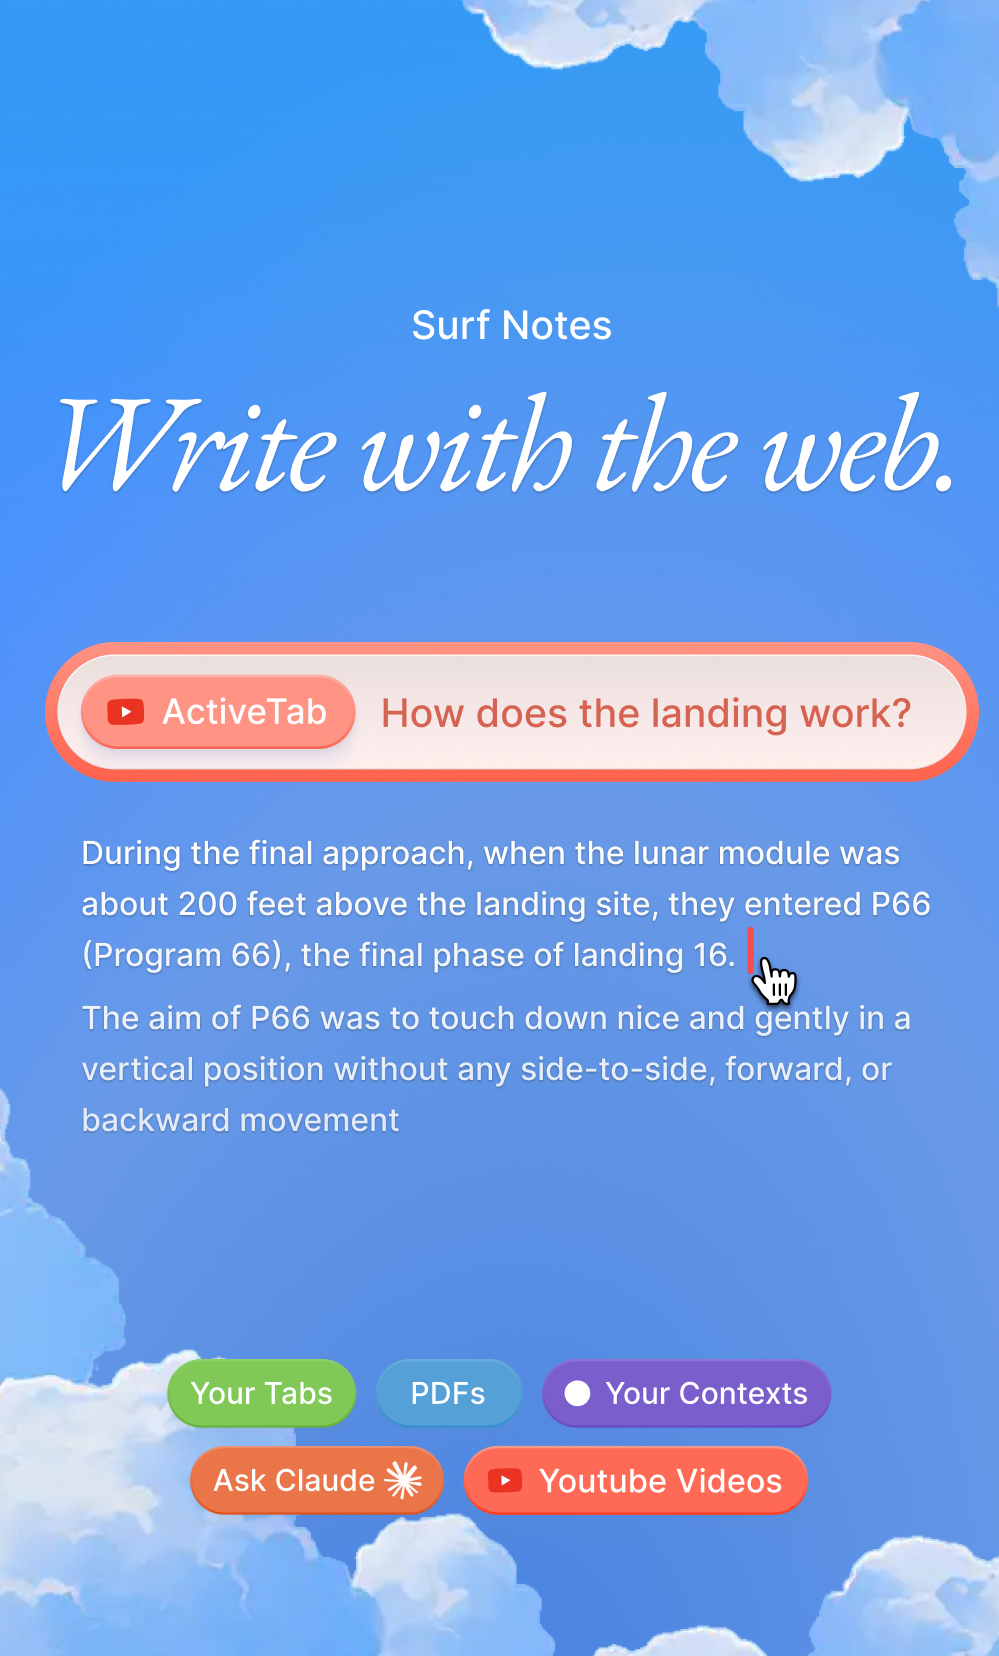 Surf Notes
Write with the web.
ActiveTab How does the landing work?
During the final approach, when the lunar module was
about 200 feet above the landing site, they entered P66
(Program 66), the final phase of landing 16.
The aim of P66 was to touch down nice and gently in a
vertical position without any side-to-side, forward, or
backward movement
Your Tabs PDFs Your Contexts
Ask Claude Youtube Videos